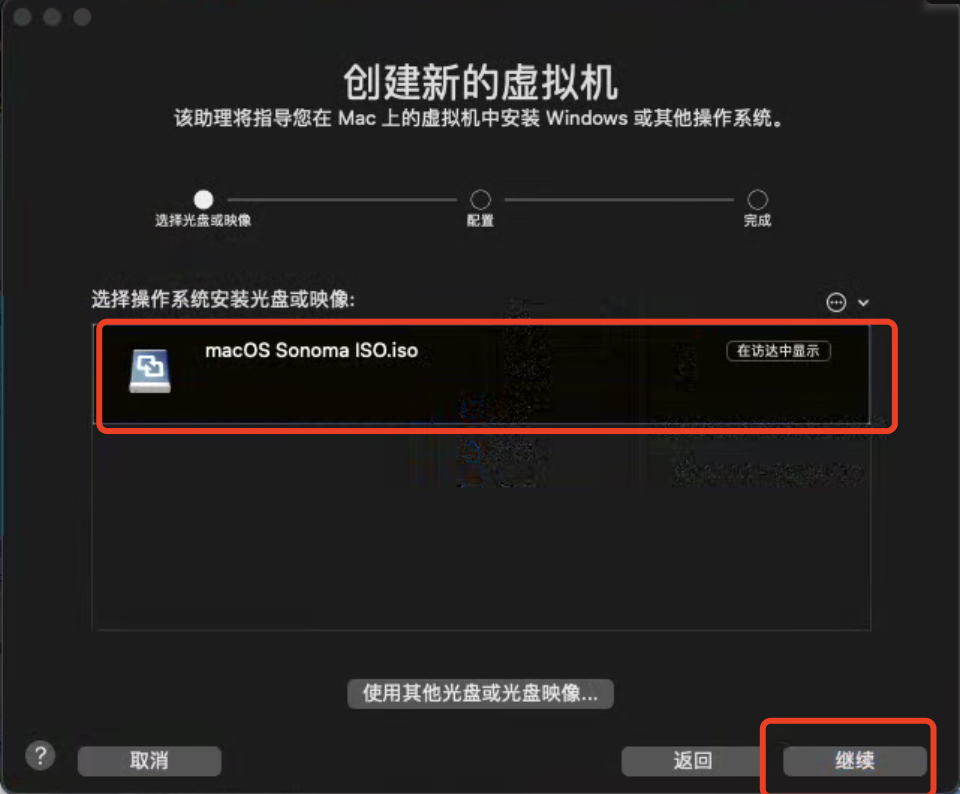 创建新的虚拟机
该助理将指导您在 Mac 上的虚拟机中安装 Windows 或其他操作系统。
选择光盘或映像
配置
完成
选择操作系统安装光盘或映像:
macOS Sonoma ISO.iso
在访达中显示
使用其他光盘或光盘映像...
?
取消
返回
继续